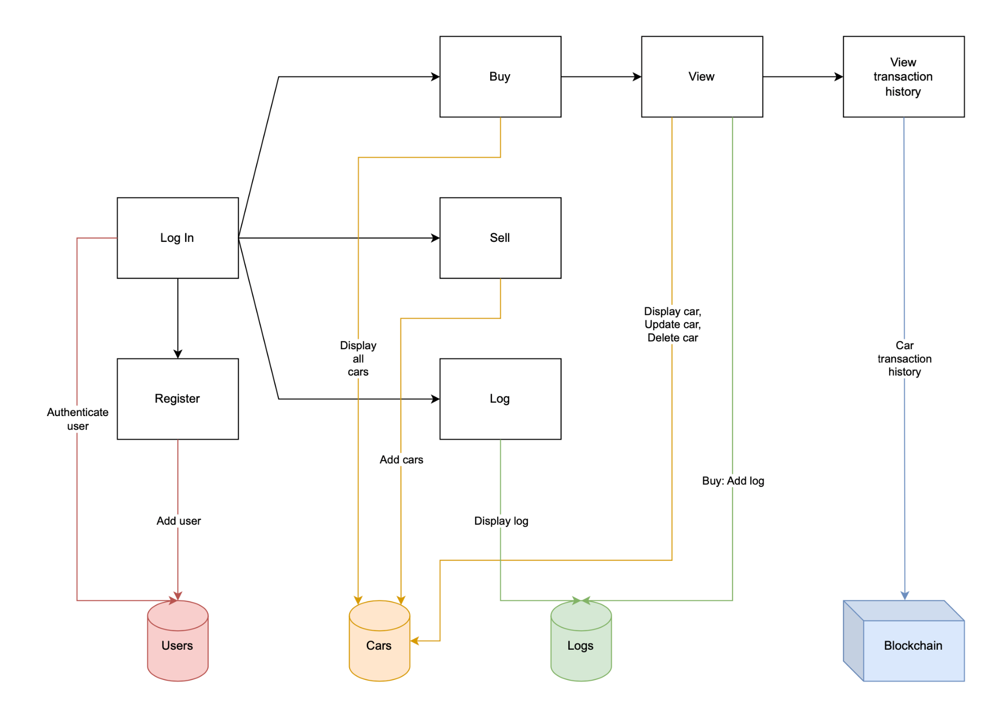 Buy
View
View
transaction
history
Log In
Sell
Display car,
Update car,
Delete car
Display
all
cars
Car
transaction
history
Register
Log
Authenticate
user
Add cars
Buy: Add log
Add user
Display log
Users
Cars
Logs
Blockchain